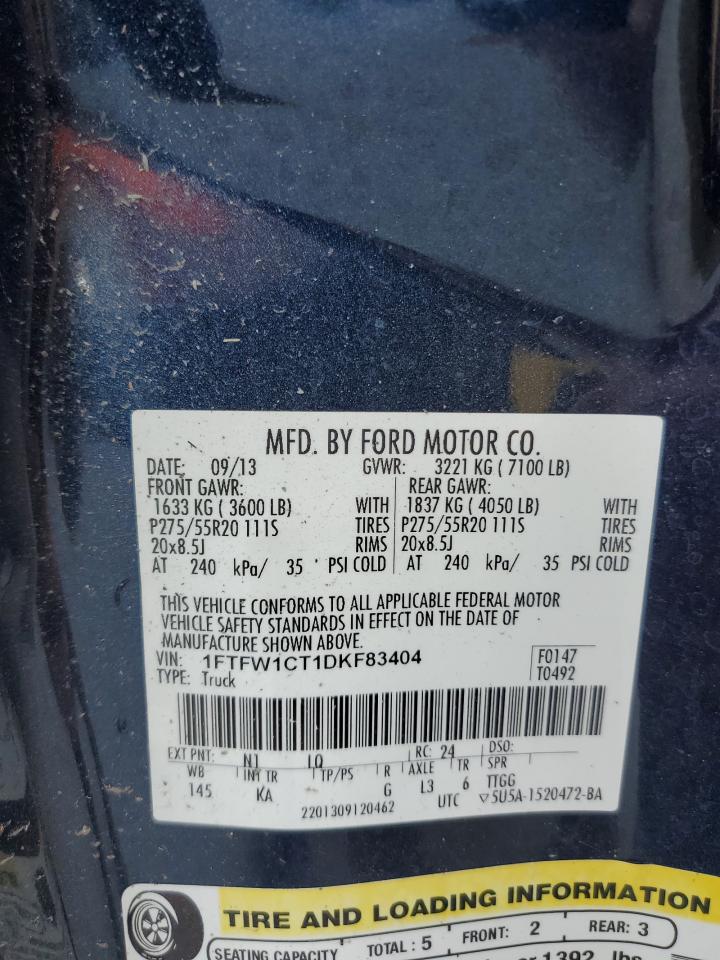 MFD. BY FORD MOTOR CO.
DATE: 09/13 GVWR: 3221 KG ( 7100 LB)
FRONT GAWR: REAR GAWR:
1633 KG ( 3600 LB) WITH 1837 KG ( 4050 LB) WITH
P275/55R20 111S TIRES P275/55R20 111S TIRES
20x8.5J RIMS 20x8.5J RIMS
AT 240 kPa/ 35 PSI COLD AT 240 kPa/ 35 PSI COLD
THIS VEHICLE CONFORMS TO ALL APPLICABLE FEDERAL MOTOR
VEHICLE SAFETY STANDARDS IN EFFECT ON THE DATE OF
MANUFACTURE SHOWN ABOVE.
VIN: 1FTFW1CT1DKF83404 F0147
TYPE: Truck T0492
EXT PNT: N1 LQ RC: 24 DSO:
WB INT TR TP/PS R AXLE TR SPR
145 KA G L3 6 TTGG
2201309120462 UTC ▽5U5A-1520472-BA
TIRE AND LOADING INFORMATION
SEATING CAPACITY TOTAL : 5 FRONT: 2 REAR: 3
1392 lbs